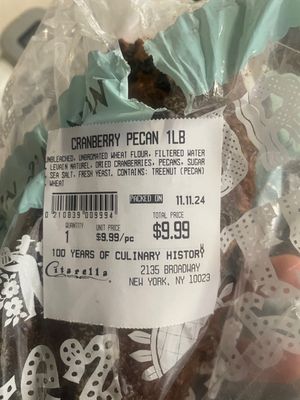 CRANBERRY PECAN 1LB
UNBLEACHED, UNBROMATED WHEAT FLOUR, FILTERED WATER
LEVAIN NATUREL, DRIED CRANBERRIES, PECANS, SUGAR
SEA SALT, FRESH YEAST, CONTAINS: TREENUT (PECAN)
WHEAT
PACKED ON 11.11.24
0 210839 009994
QUANTITY UNIT PRICE TOTAL PRICE
1 $9.99/pc $9.99
100 YEARS OF CULINARY HISTORY
Citarella
2135 BROADWAY
NEW YORK, NY 10023